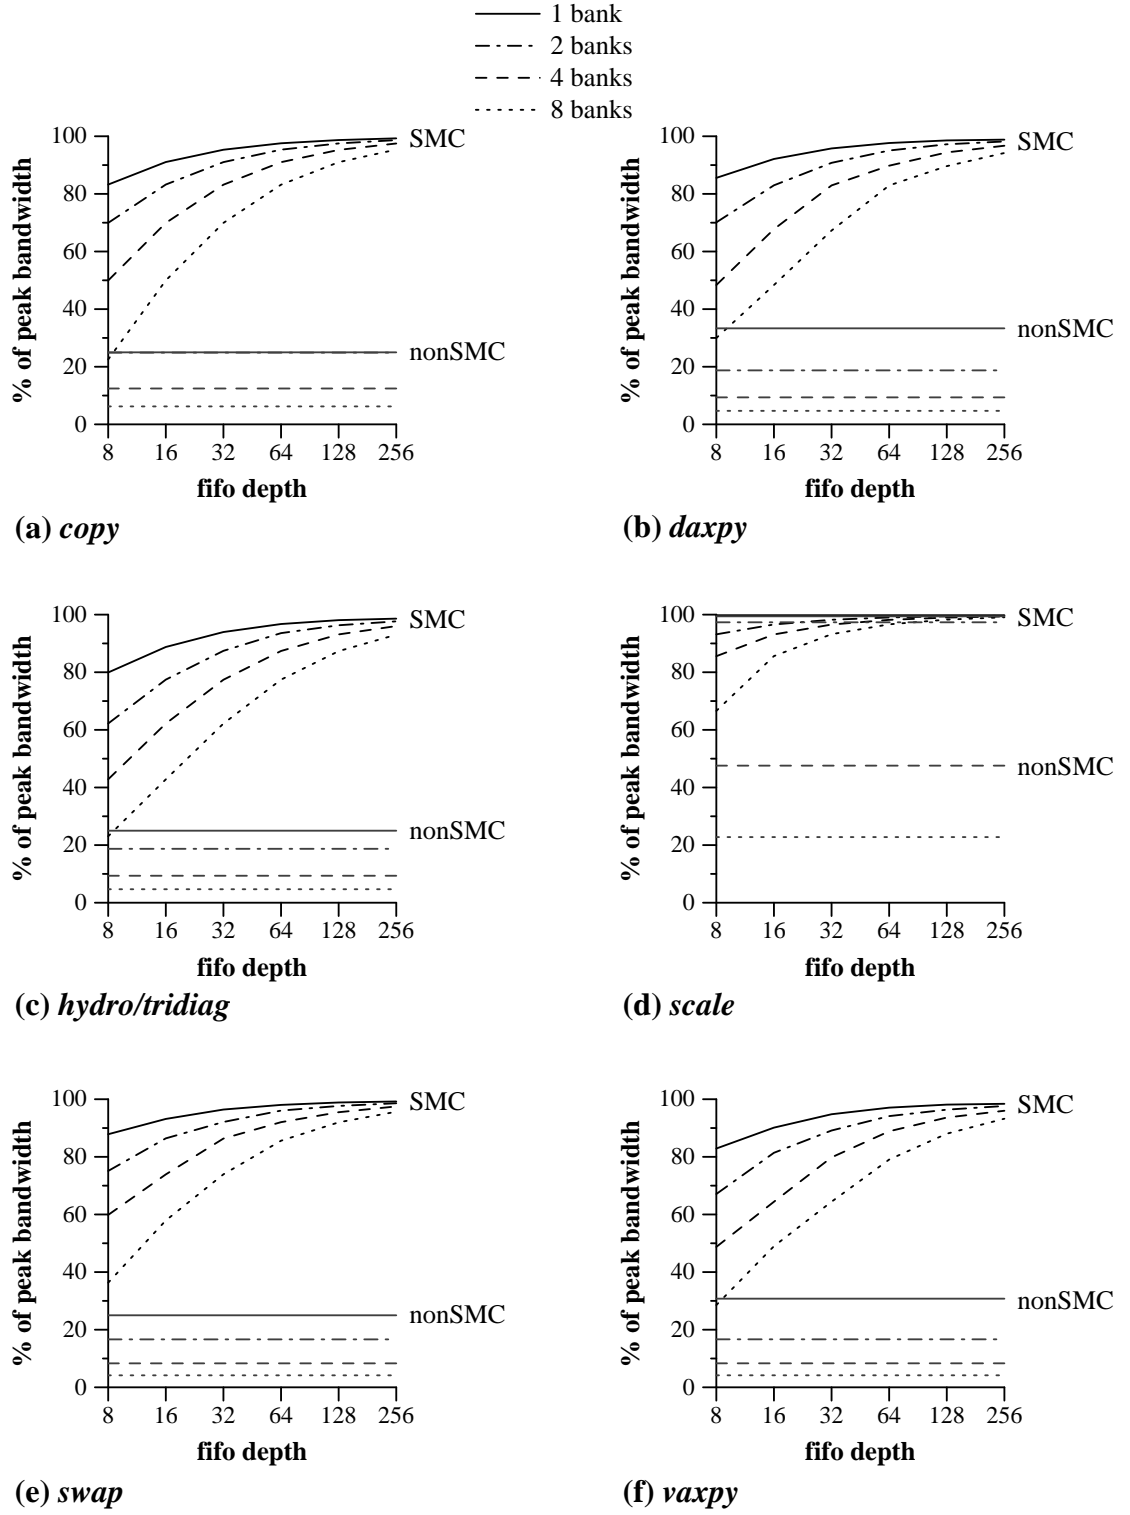 1 bank
2 banks
4 banks
8 banks
% of peak bandwidth
100
80
60
40
20
0
SMC
nonSMC
8 16 32 64 128 256
fifo depth
(a) copy
% of peak bandwidth
100
80
60
40
20
0
SMC
nonSMC
8 16 32 64 128 256
fifo depth
(b) daxpy
% of peak bandwidth
100
80
60
40
20
0
SMC
nonSMC
8 16 32 64 128 256
fifo depth
(c) hydro/tridiag
% of peak bandwidth
100
80
60
40
20
0
SMC
nonSMC
8 16 32 64 128 256
fifo depth
(d) scale
% of peak bandwidth
100
80
60
40
20
0
SMC
nonSMC
8 16 32 64 128 256
fifo depth
(e) swap
% of peak bandwidth
100
80
60
40
20
0
SMC
nonSMC
8 16 32 64 128 256
fifo depth
(f) vaxpy